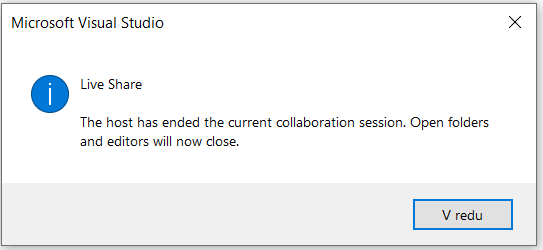 Microsoft Visual Studio
Live Share
The host has ended the current collaboration session. Open folders
and editors will now close.
V redu